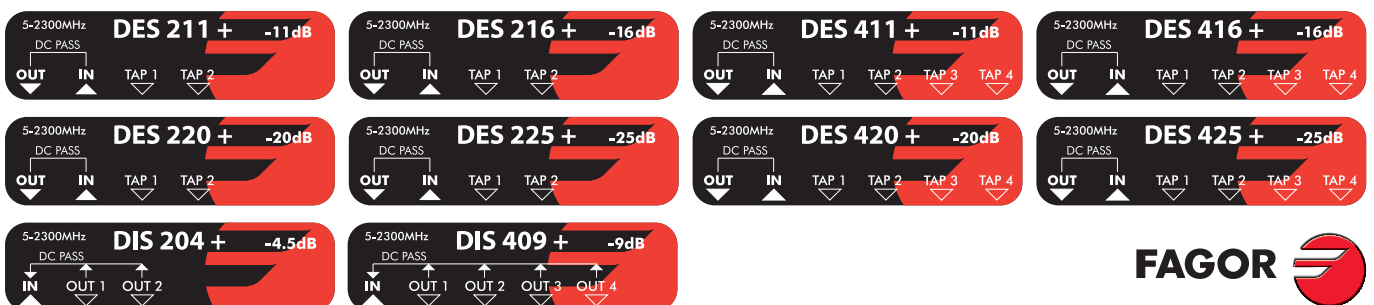 5-2300MHz DES 211 + -11dB
DC PASS
OUT IN TAP 1 TAP 2
5-2300MHz DES 216 + -16dB
DC PASS
OUT IN TAP 1 TAP 2
5-2300MHz DES 411 + -11dB
DC PASS
OUT IN TAP 1 TAP 2 TAP 3 TAP 4
5-2300MHz DES 416 + -16dB
DC PASS
OUT IN TAP 1 TAP 2 TAP 3 TAP 4
5-2300MHz DES 220 + -20dB
DC PASS
OUT IN TAP 1 TAP 2
5-2300MHz DES 225 + -25dB
DC PASS
OUT IN TAP 1 TAP 2
5-2300MHz DES 420 + -20dB
DC PASS
OUT IN TAP 1 TAP 2 TAP 3 TAP 4
5-2300MHz DES 425 + -25dB
DC PASS
OUT IN TAP 1 TAP 2 TAP 3 TAP 4
5-2300MHz DIS 204 + -4.5dB
DC PASS
IN OUT 1 OUT 2
5-2300MHz DIS 409 + -9dB
DC PASS
IN OUT 1 OUT 2 OUT 3 OUT 4
FAGOR